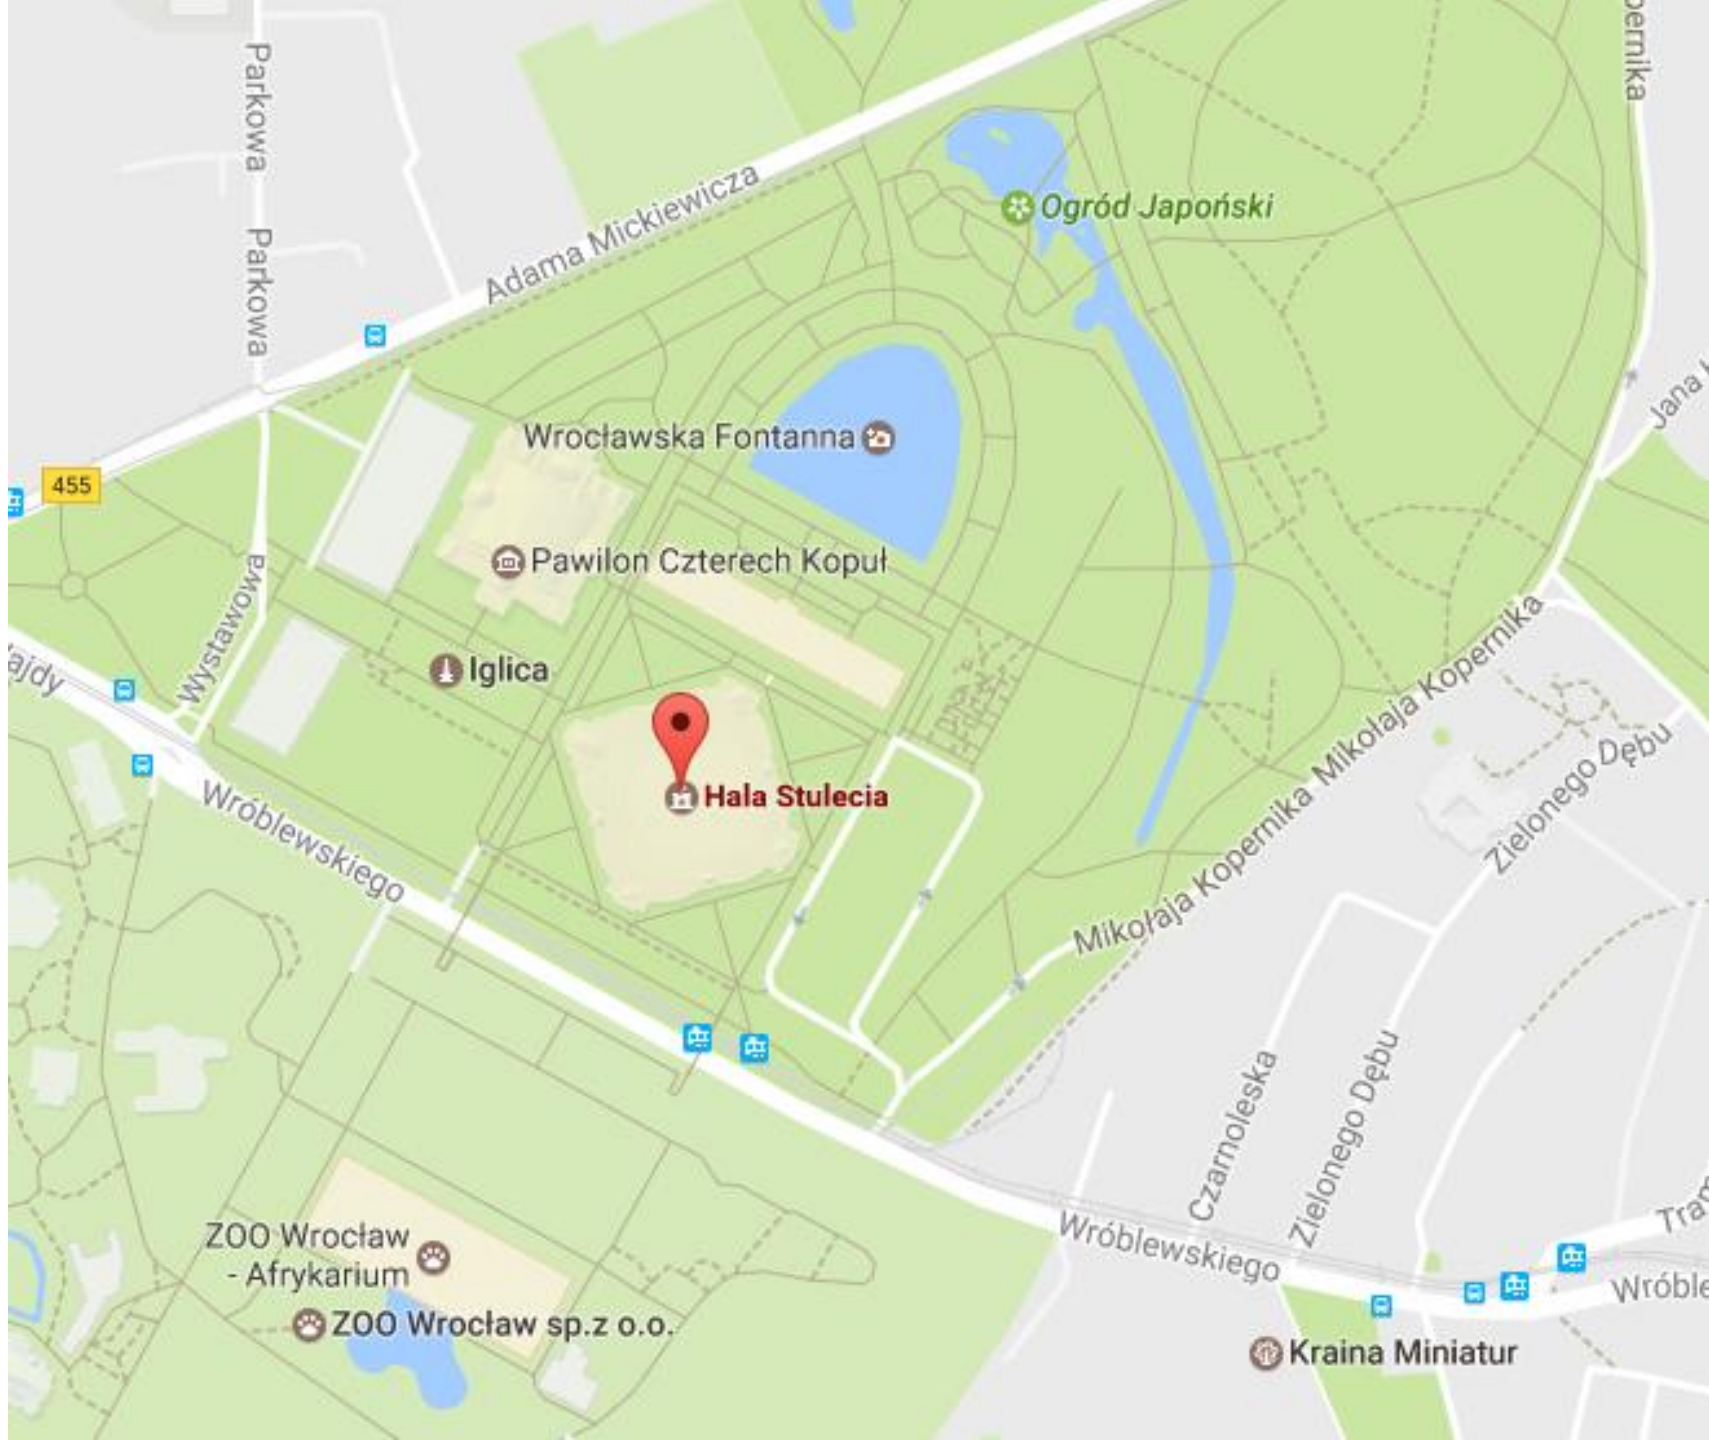 Parkowa
Parkowa
Adama Mickiewicza
Ogród Japoński
Wrocławska Fontanna
455
Pawilon Czterech Kopuł
Wystawowa
Iglica
Hala Stulecia
Wróblewskiego
Mikołaja Kopernika
Mikołaja Kopernika
Zielonego Dębu
Czarnoleska
Zielonego Dębu
Wróblewskiego
ZOO Wrocław
- Afrykarium
ZOO Wrocław sp.z o.o.
Kraina Miniatur